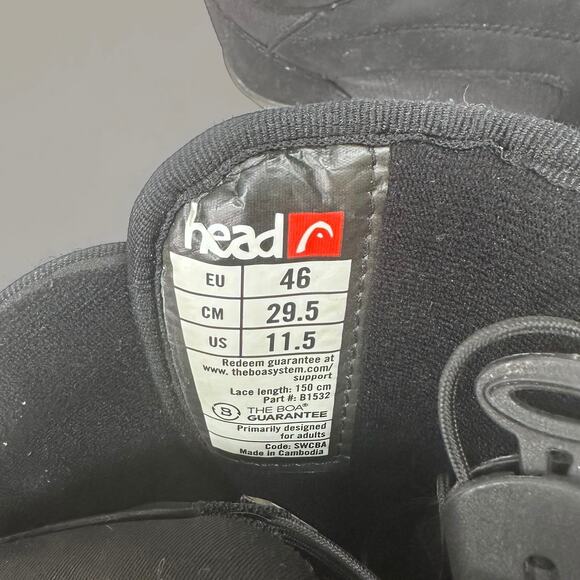 head
EU 46
CM 29.5
US 11.5
Redeem guarantee at
www.theboasystem.com/
support
Lace length: 150 cm
Part #: B1532
B THE BOA®
GUARANTEE
Primarily designed
for adults
Code: SWCBA
Made in Cambodia